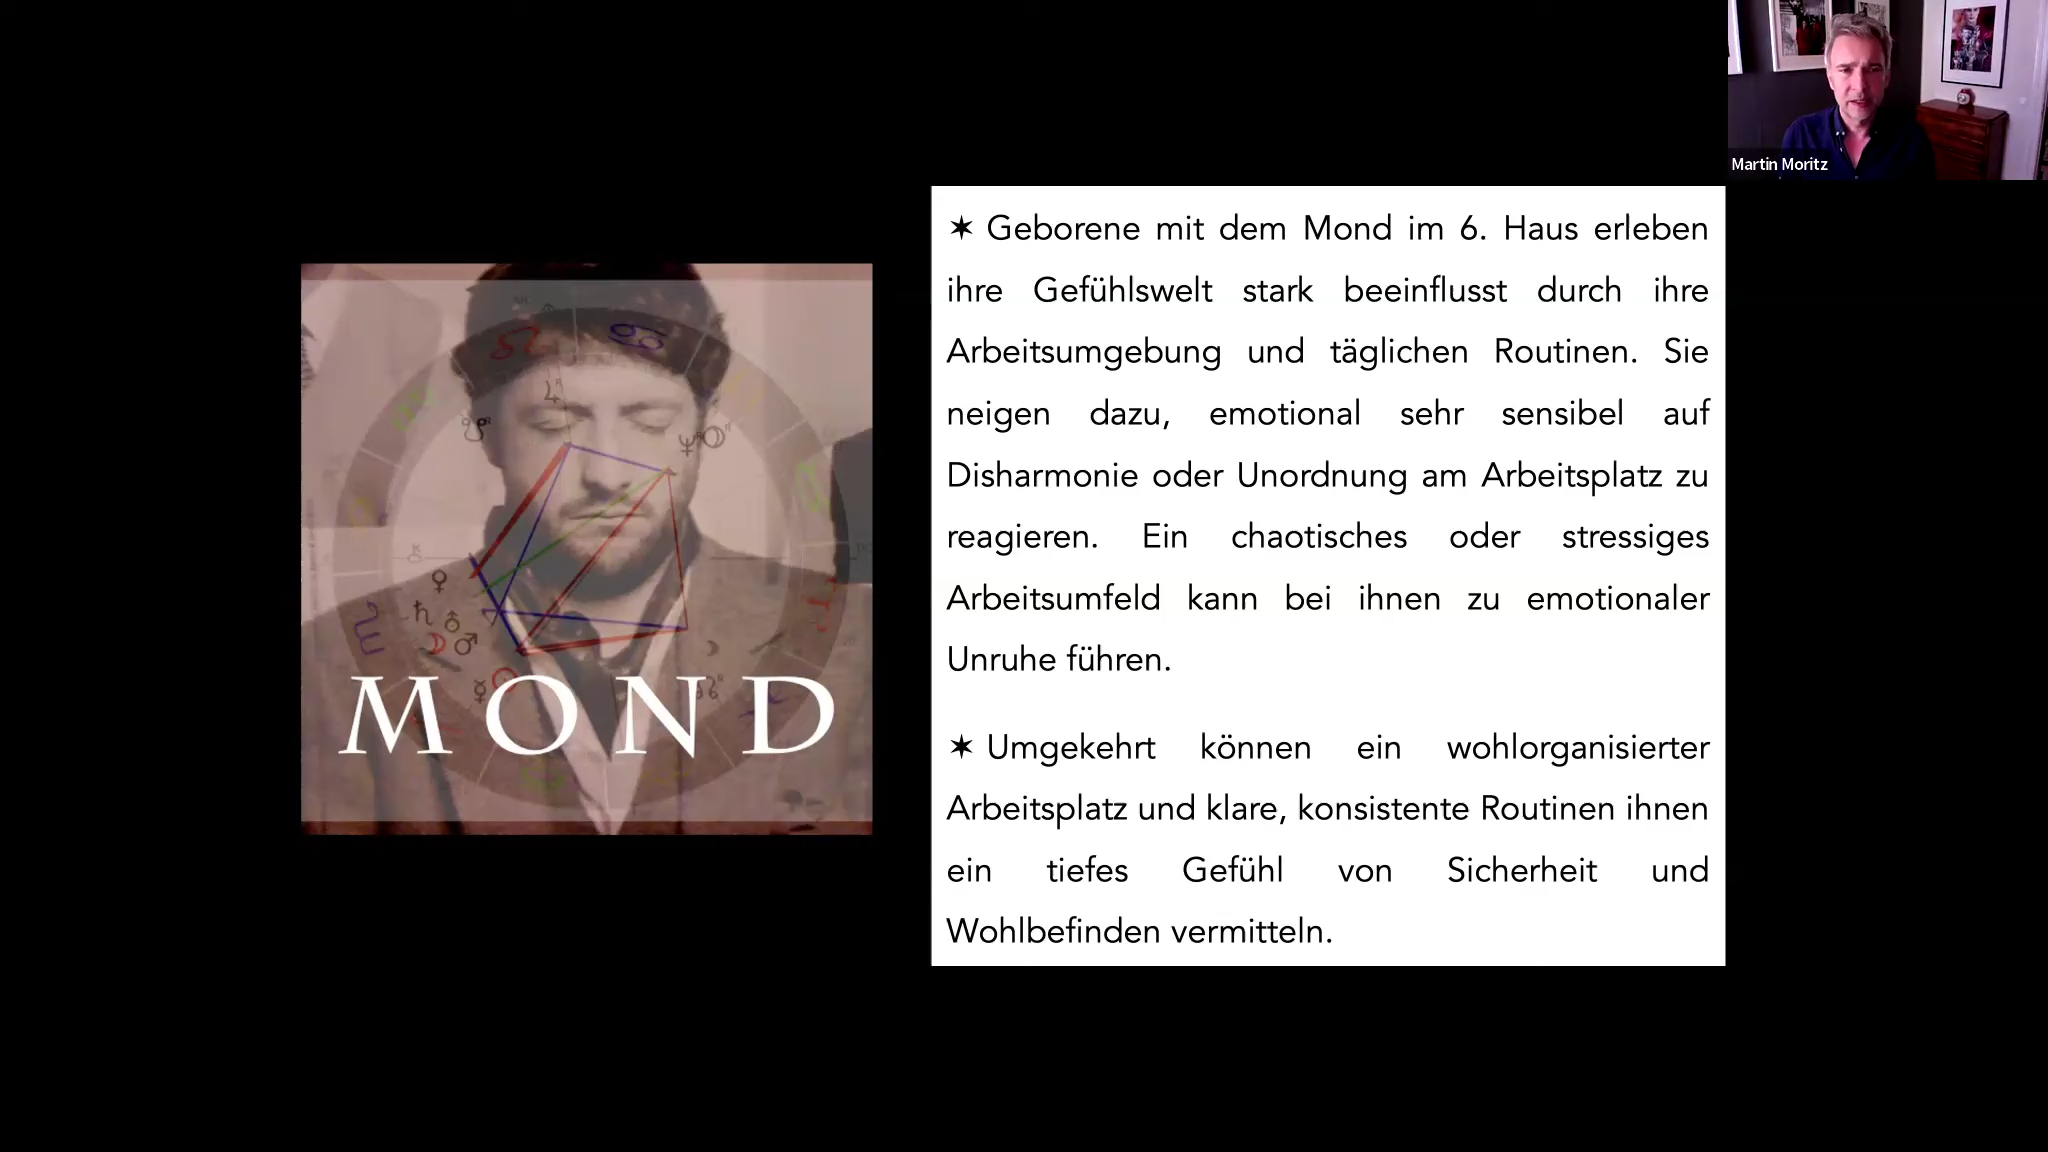 Martin Moritz
✶ Geborene mit dem Mond im 6. Haus erleben
ihre Gefühlswelt stark beeinflusst durch ihre
Arbeitsumgebung und täglichen Routinen. Sie
neigen dazu, emotional sehr sensibel auf
Disharmonie oder Unordnung am Arbeitsplatz zu
reagieren. Ein chaotisches oder stressiges
Arbeitsumfeld kann bei ihnen zu emotionaler
Unruhe führen.
✶ Umgekehrt können ein wohlorganisierter
Arbeitsplatz und klare, konsistente Routinen ihnen
ein tiefes Gefühl von Sicherheit und
Wohlbefinden vermitteln.
MOND